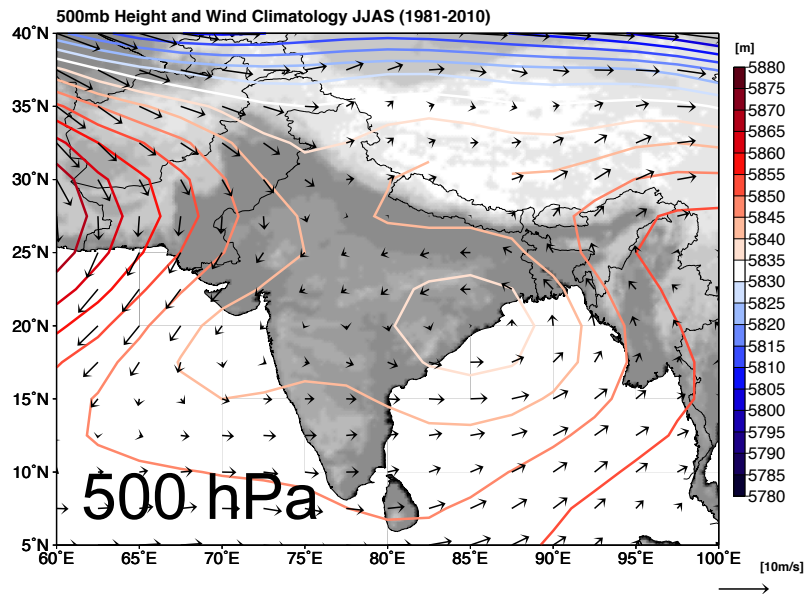 500mb Height and Wind Climatology JJAS (1981-2010)
[m]
40°N
35°N
30°N
25°N
20°N
15°N
10°N
5°N
5880
5875
5870
5865
5860
5855
5850
5845
5840
5835
5830
5825
5820
5815
5810
5805
5800
5795
5790
5785
5780
500 hPa
60°E 65°E 70°E 75°E 80°E 85°E 90°E 95°E 100°E
[10m/s]